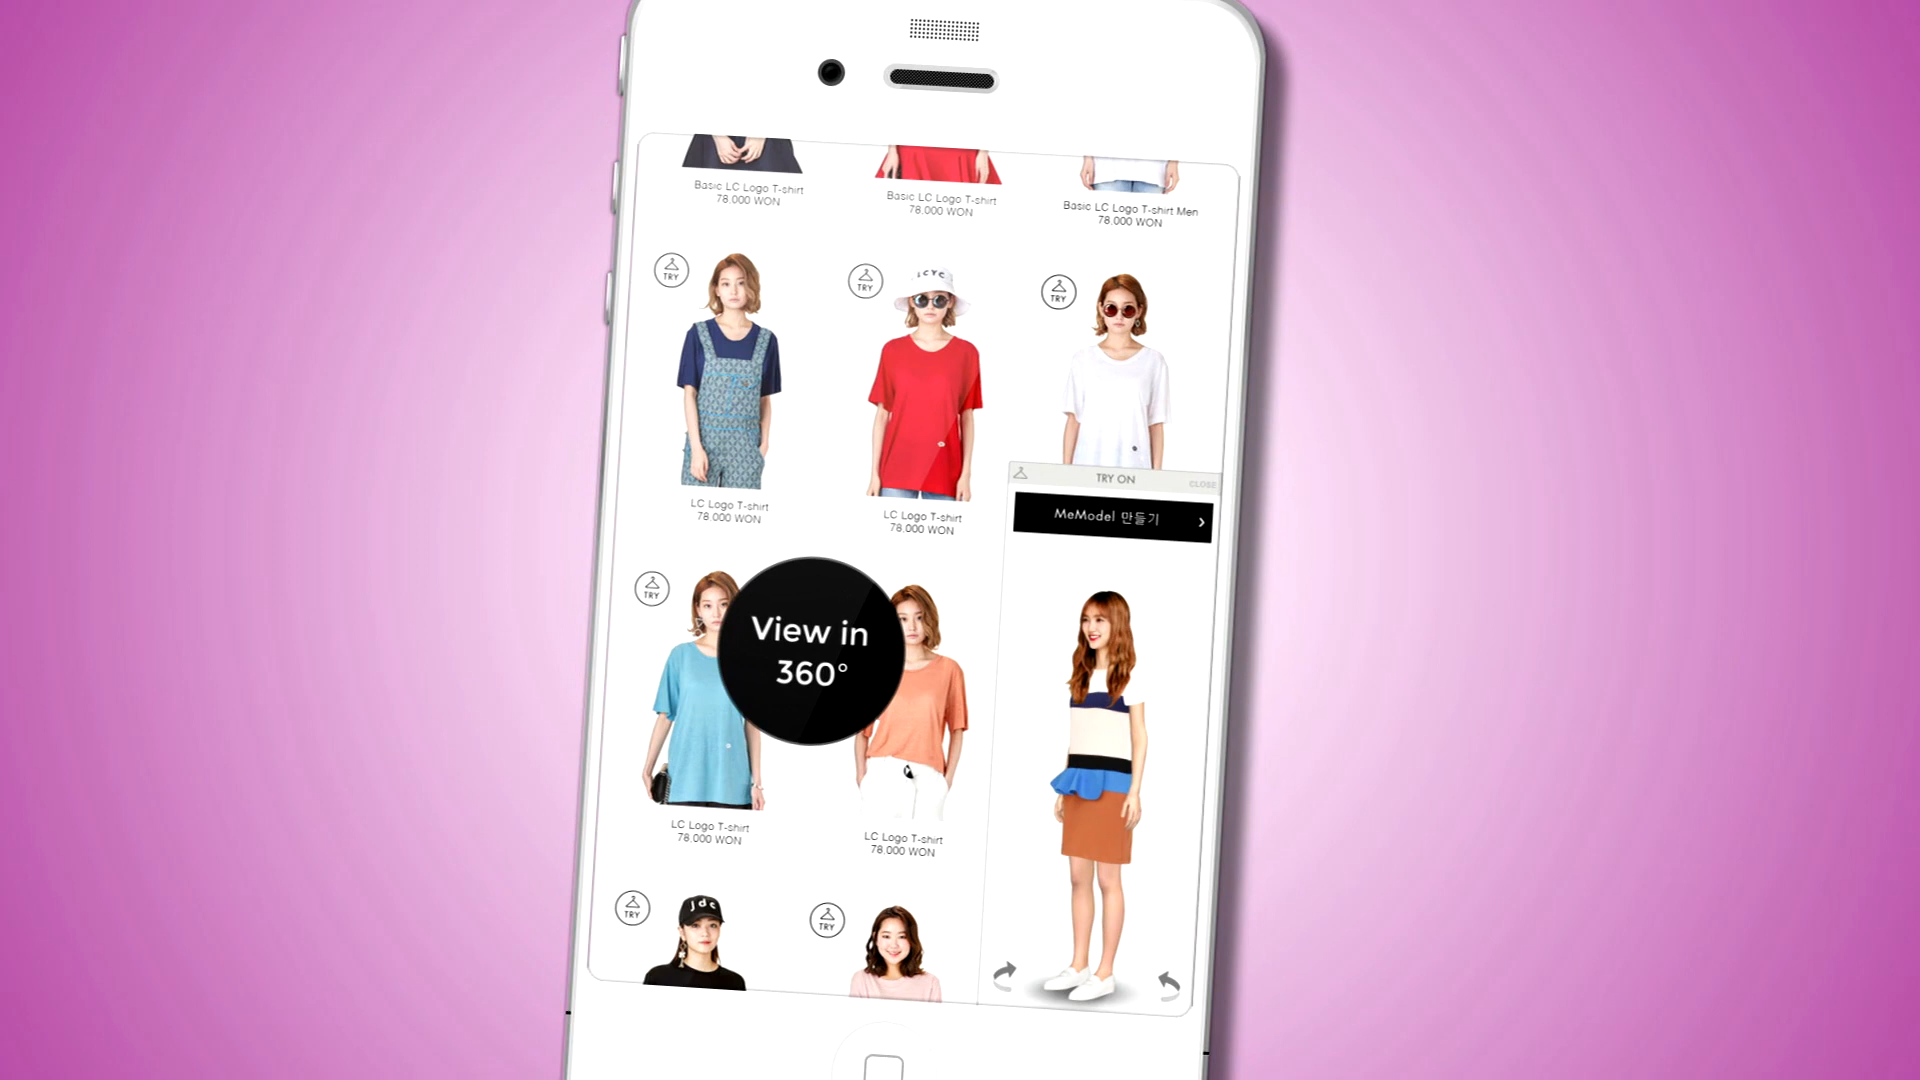 Basic LC Logo T-shirt
78.000 WON
Basic LC Logo T-shirt
78.000 WON
Basic LC Logo T-shirt Men
78.000 WON
TRY
TRY
TRY
LCYC
LC Logo T-shirt
78.000 WON
LC Logo T-shirt
78.000 WON
TRY ON
CLOSE
MeModel 만들기
TRY
View in
360°
LC Logo T-shirt
78.000 WON
LC Logo T-shirt
78.000 WON
TRY
jdc
TRY